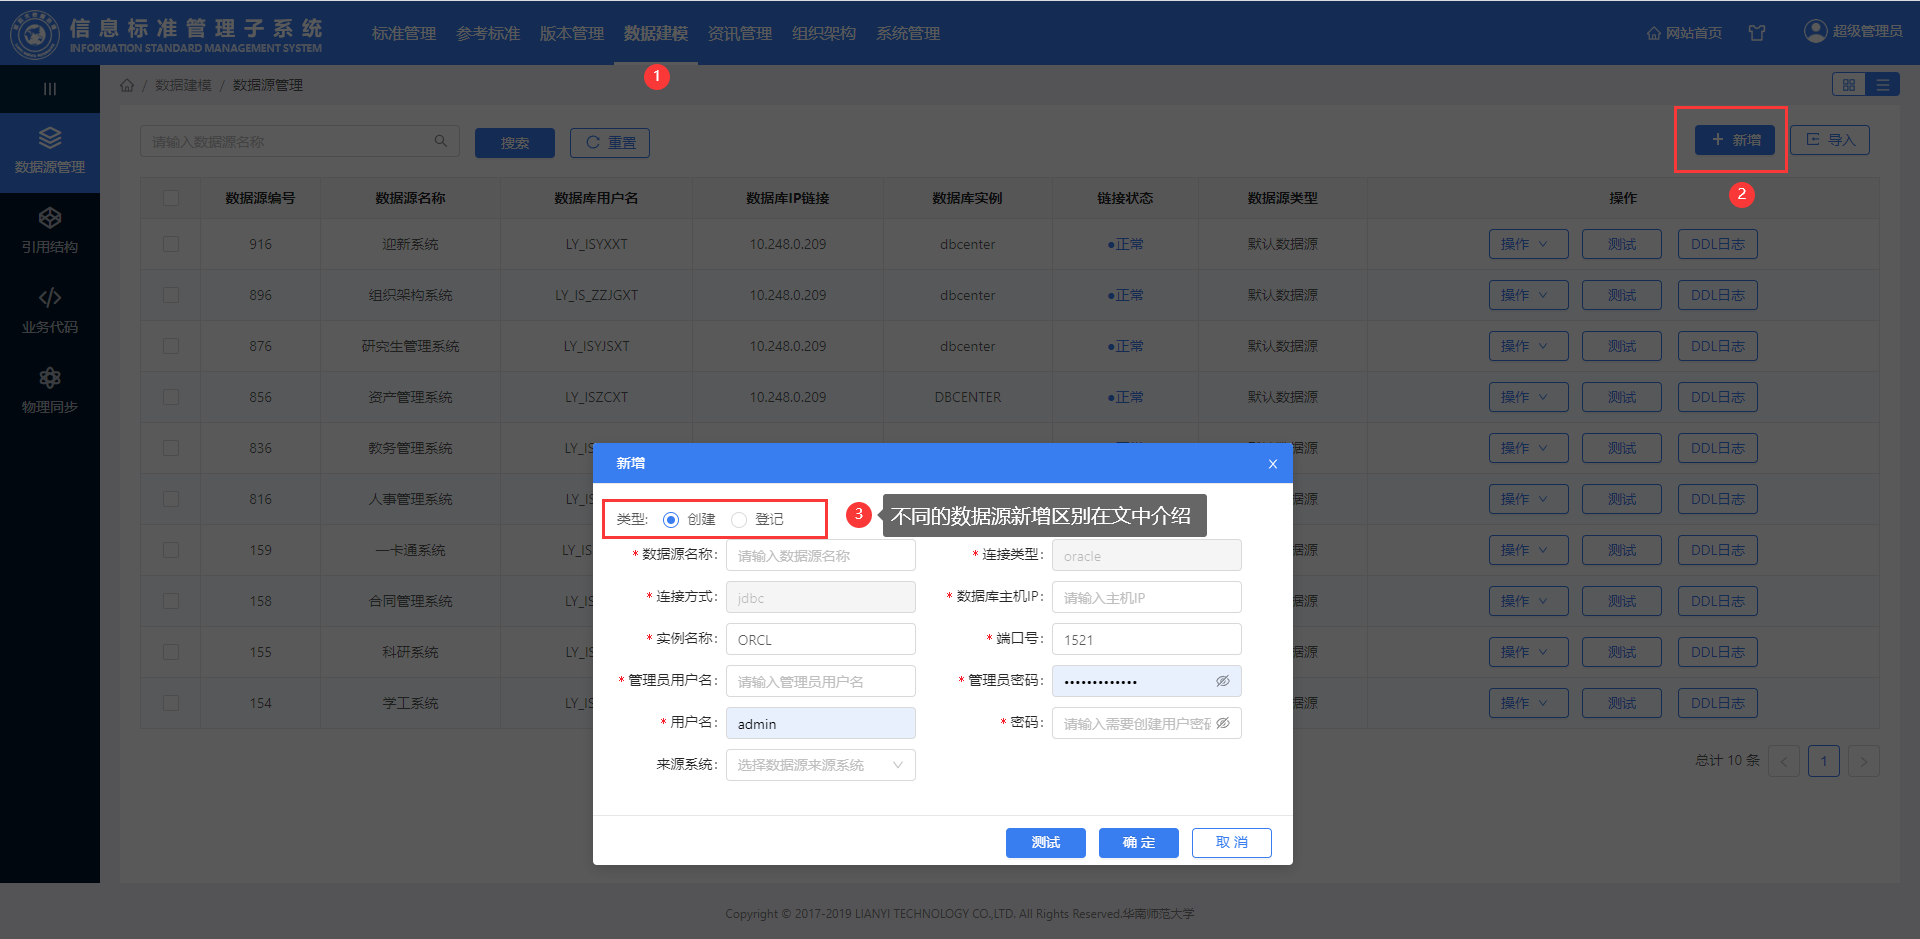 信息标准管理子系统
INFORMATION STANDARD MANAGEMENT SYSTEM
标准管理 参考标准 版本管理 数据建模 资讯管理 组织架构 系统管理
网站首页 超级管理员
1
/ 数据建模 / 数据源管理
数据源管理
引用结构
业务代码
物理同步
请输入数据源名称 搜索 重置 新增 导入
2
数据源编号 数据源名称 数据库用户名 数据库IP链接 数据库实例 链接状态 数据源类型 操作
916 迎新系统 LY_ISYXXT 10.248.0.209 dbcenter 正常 默认数据源 操作 测试 DDL日志
896 组织架构系统 LY_IS_ZZJGXT 10.248.0.209 dbcenter 正常 默认数据源 操作 测试 DDL日志
876 研究生管理系统 LY_ISYJSXT 10.248.0.209 dbcenter 正常 默认数据源 操作 测试 DDL日志
856 资产管理系统 LY_ISZCXT 10.248.0.209 DBCENTER 正常 默认数据源 操作 测试 DDL日志
836 教务管理系统 LY_IS 据源 操作 测试 DDL日志
816 人事管理系统 LY_IS 据源 操作 测试 DDL日志
159 一卡通系统 LY_IS 据源 操作 测试 DDL日志
158 合同管理系统 LY_IS 据源 操作 测试 DDL日志
155 科研系统 LY_IS 据源 操作 测试 DDL日志
154 学工系统 LY_IS 据源 操作 测试 DDL日志
总计 10 条 < 1 >
新增 X
类型: 创建 登记
3 不同的数据源新增区别在文中介绍
* 数据源名称: 请输入数据源名称 * 连接类型: oracle
* 连接方式: jdbc * 数据库主机IP: 请输入主机IP
* 实例名称: ORCL * 端口号: 1521
* 管理员用户名: 请输入管理员用户名 * 管理员密码: •••••••••••••
* 用户名: admin * 密码: 请输入需要创建用户密码
来源系统: 选择数据源来源系统
测试 确 定 取 消
Copyright © 2017-2019 LIANYI TECHNOLOGY CO.,LTD. All Rights Reserved.华南师范大学